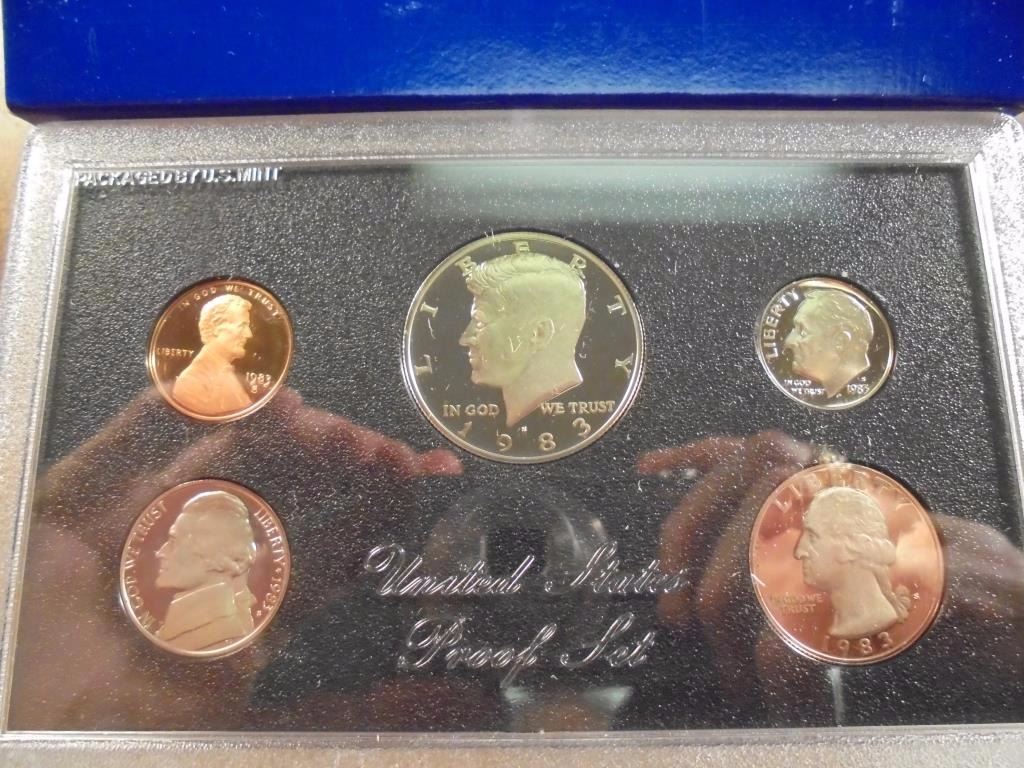 PACKAGED BY U.S. MINT
IN GOD WE TRUST
LIBERTY
1983
S
LIBERTY
IN GOD WE TRUST
1983
LIBERTY
IN GOD
WE TRUST
S
1983
IN GOD WE TRUST
LIBERTY 1983
LIBERTY
IN GOD WE
TRUST
S
1983
United States
Proof Set